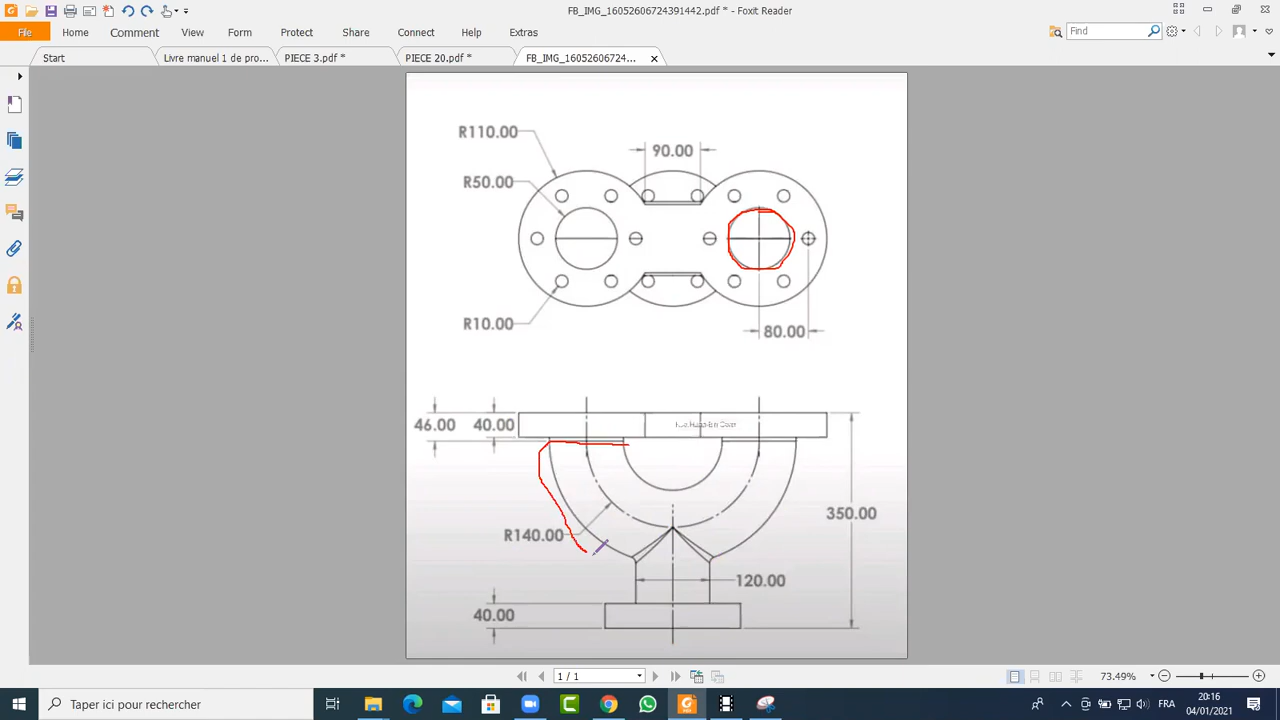 FB_IMG_16052606724391442.pdf * - Foxit Reader
File Home Comment View Form Protect Share Connect Help Extras
Find
Start
Livre manuel 1 de pro...
PIECE 3.pdf *
PIECE 20.pdf *
FB_IMG_16052606724...
R110.00
90.00
R50.00
R10.00
80.00
46.00
40.00
R140.00
350.00
120.00
40.00
1 / 1
73.49%
Taper ici pour rechercher
FRA
20:16
04/01/2021